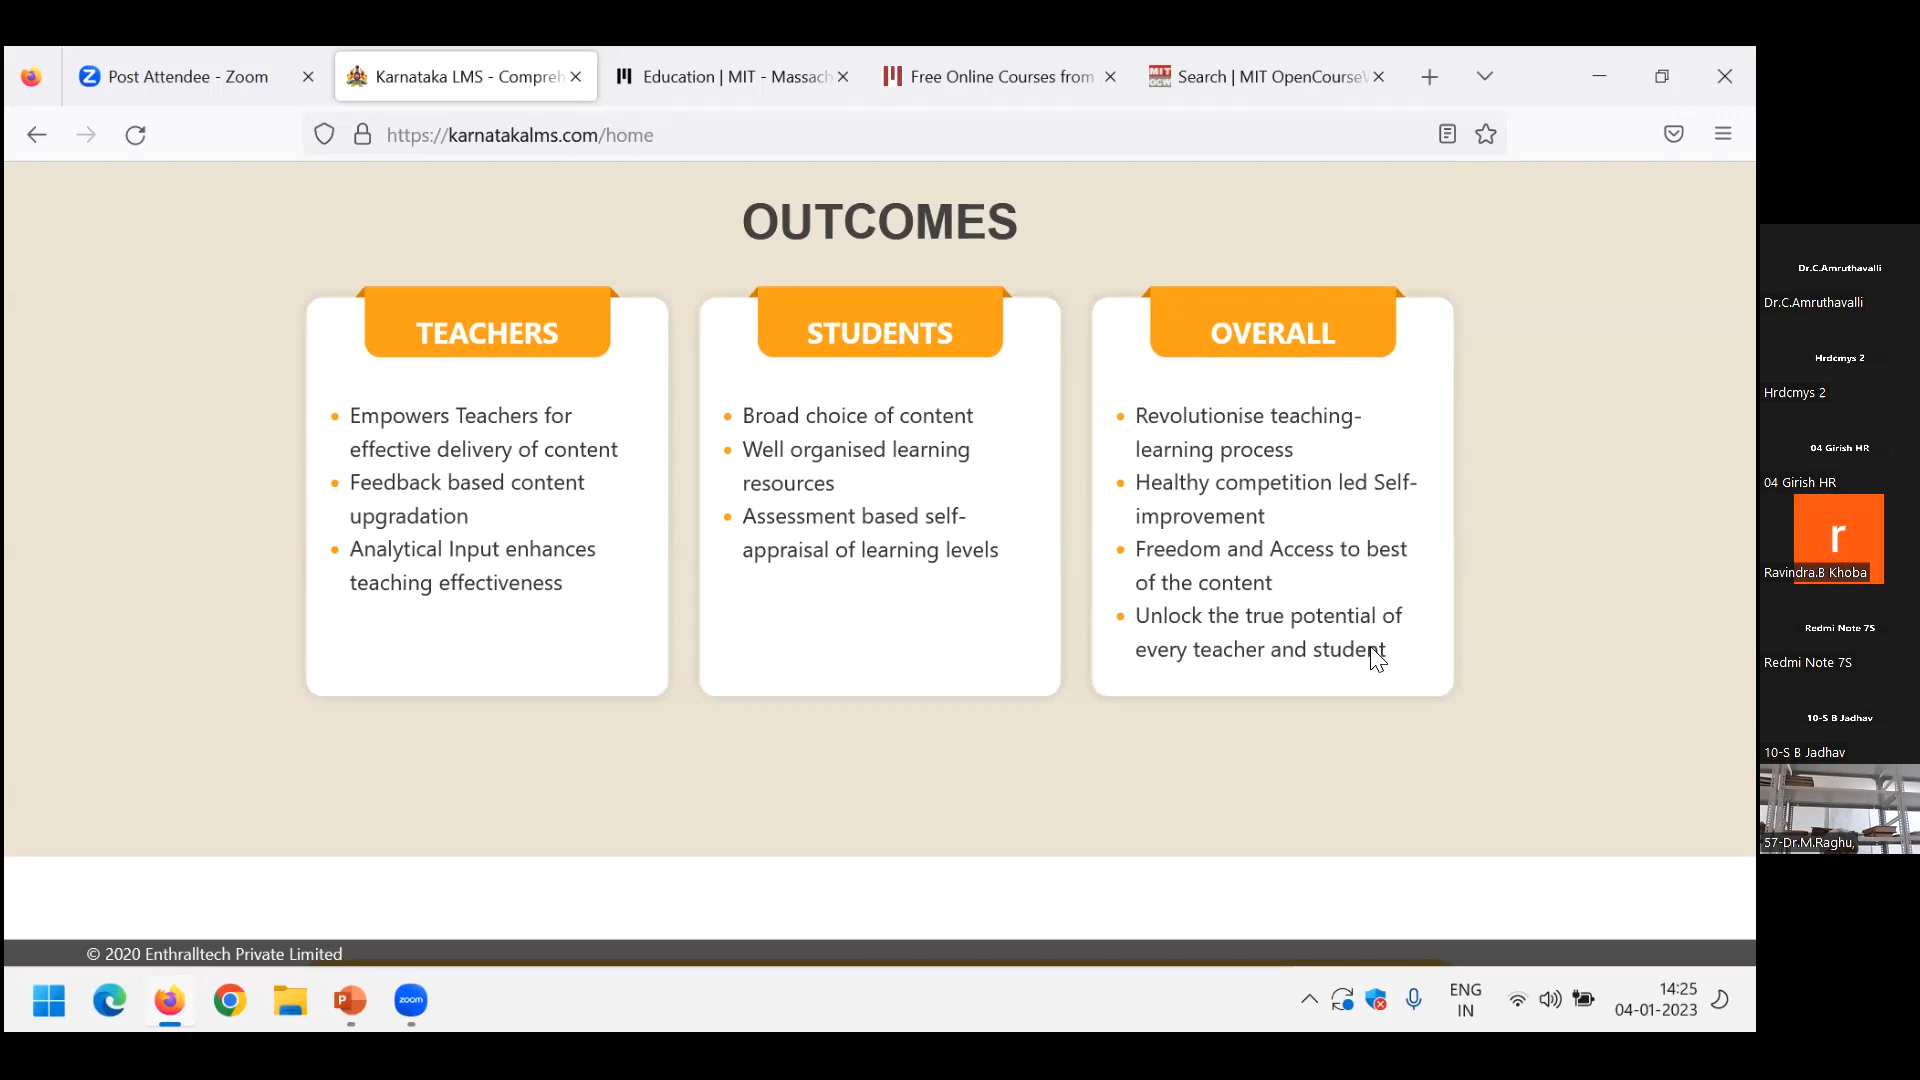 Post Attendee - Zoom
Karnataka LMS - Compreh
Education | MIT - Massach
Free Online Courses from
Search | MIT OpenCourseW
https://karnatakalms.com/home
OUTCOMES
TEACHERS
Empowers Teachers for
effective delivery of content
Feedback based content
upgradation
Analytical Input enhances
teaching effectiveness
STUDENTS
Broad choice of content
Well organised learning
resources
Assessment based self-
appraisal of learning levels
OVERALL
Revolutionise teaching-
learning process
Healthy competition led Self-
improvement
Freedom and Access to best
of the content
Unlock the true potential of
every teacher and student
© 2020 Enthralltech Private Limited
zoom
ENG
IN
14:25
04-01-2023
Dr.C.Amruthavalli
Dr.C.Amruthavalli
Hrdcmys 2
Hrdcmys 2
04 Girish HR
04 Girish HR
r
Ravindra.B Khoba
Redmi Note 7S
Redmi Note 7S
10-S B Jadhav
10-S B Jadhav
57-Dr.M.Raghu,